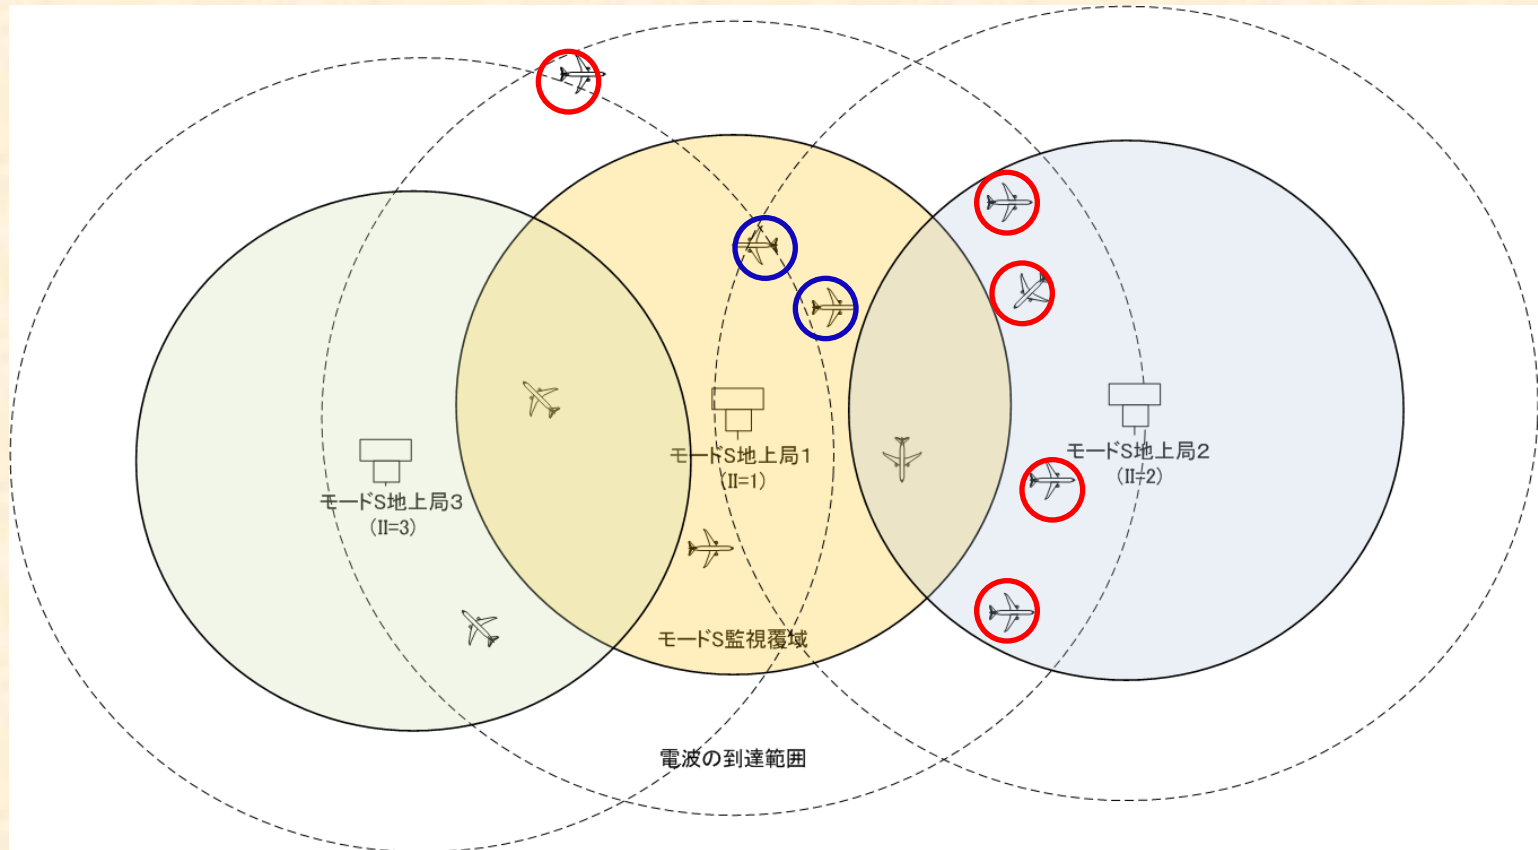 モードS地上局1
(II=1)
モードS地上局2
(II=2)
モードS地上局3
(II=3)
モードS監視覆域
電波の到達範囲